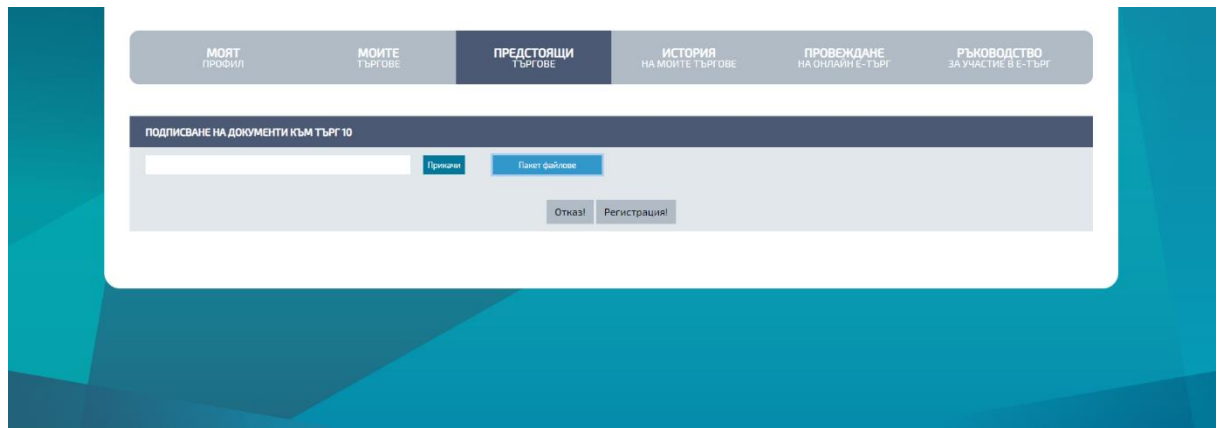 МОЯТ
ПРОФИЛ
МОИТЕ
ТЪРГОВЕ
ПРЕДСТОЯЩИ
ТЪРГОВЕ
ИСТОРИЯ
НА МОИТЕ ТЪРГОВЕ
ПРОВЕЖДАНЕ
НА ОНЛАЙН Е-ТЪРГ
РЪКОВОДСТВО
ЗА УЧАСТИЕ В Е-ТЪРГ
ПОДПИСВАНЕ НА ДОКУМЕНТИ КЪМ ТЪРГ 10
Прикачи
Пакет файлове
Отказ!
Регистрация!